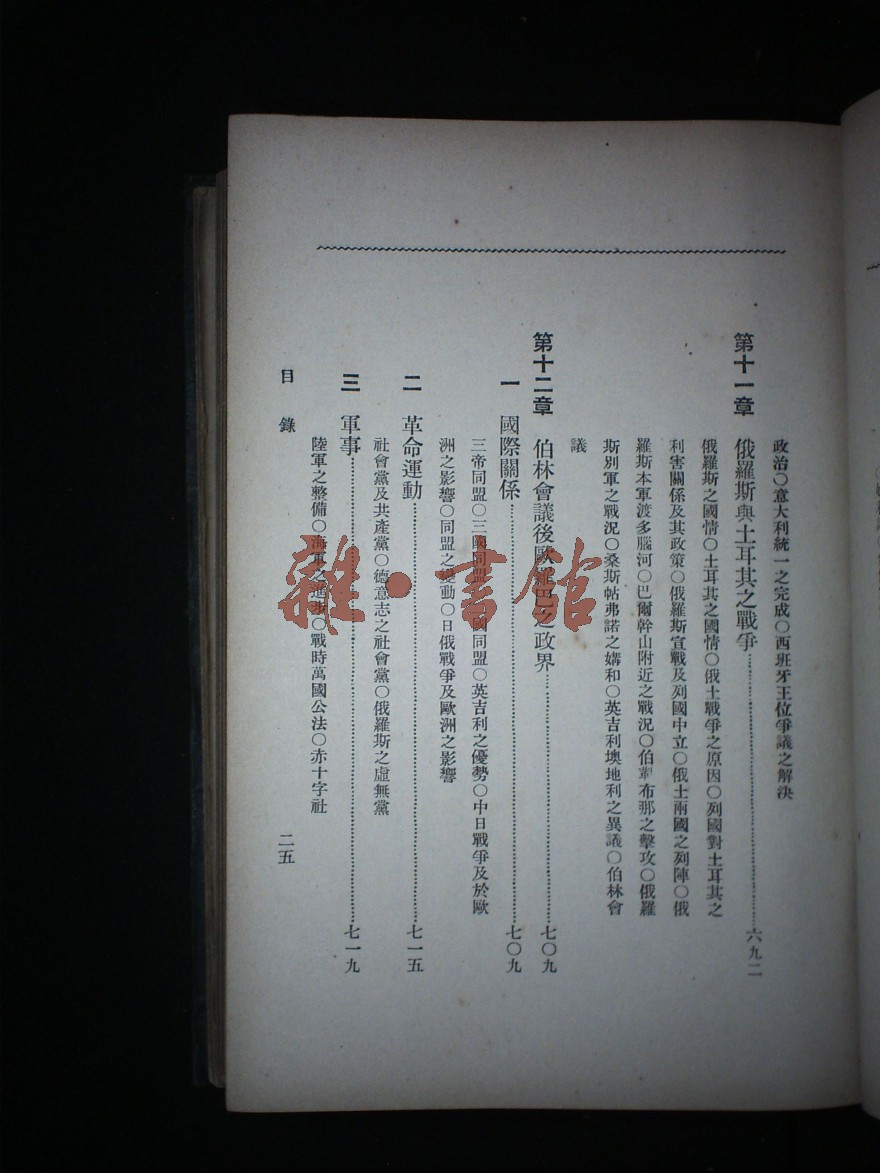 政治○意大利統一之完成○西班牙王位爭議之解決
第十一章 俄羅斯與土耳其之戰爭……六九二
俄羅斯之國情○土耳其之國情○俄土戰爭之原因○列國對土耳其之
利害關係及其政策○俄羅斯宣戰及列國中立○俄土兩國之列陣○俄
羅斯本軍渡多腦河○巴爾幹山附近之戰況○伯布那之擊攻○俄羅
斯別軍之戰況○桑斯帖弗諾之媾和○英吉利墺地利之異議○伯林會
議
第十二章 伯林會議後歐羅巴之政界……七〇九
一 國際關係……七〇九
三帝同盟○三國同盟○國同盟○英吉利之優勢○中日戰爭及於歐
洲之影響○同盟之變動○日俄戰爭及歐洲之影響
二 革命運動……七一五
社會黨及共產黨○德意志之社會黨○俄羅斯之虛無黨
三 軍事……七一九
陸軍之整備○海軍之進步○戰時萬國公法○赤十字社
目錄 二五
雜·書館